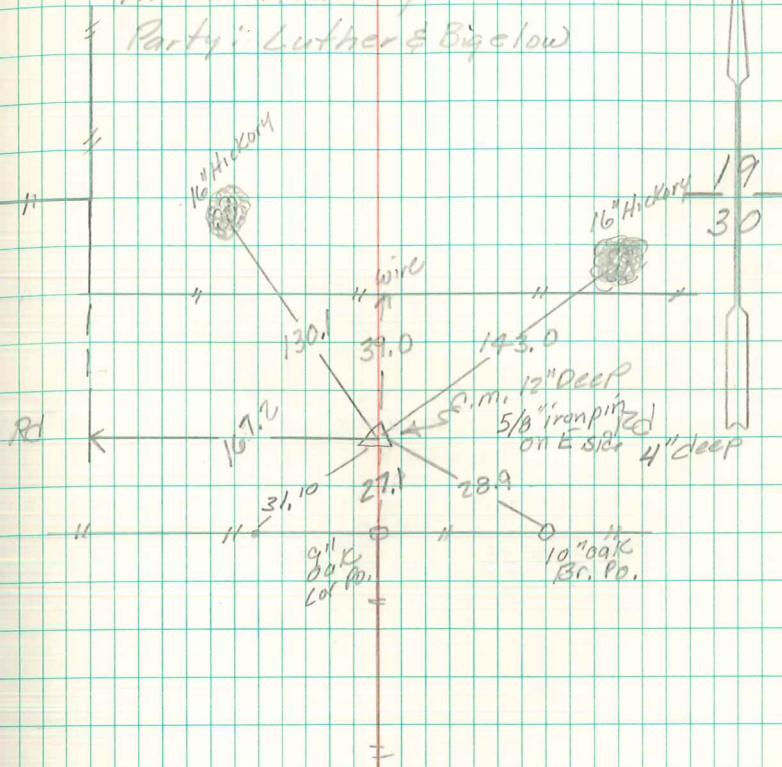 Party: Luther & Bigelow
16" Hickory
16" Hickory
19
30
wire
130.1
39.0
143.0
12" Deep
5/8" iron pin
on E side
4" deep
Rd
167.2
31.10
27.1
28.9
9"
oak
Cor Po.
10" oak
Br. Po.